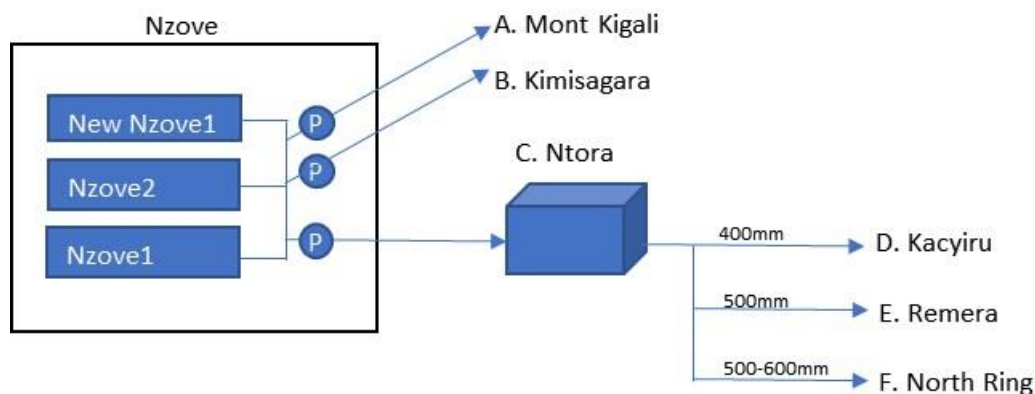 Nzove
A. Mont Kigali
B. Kimisagara
New Nzove1
P
Nzove2
P
Nzove1
P
C. Ntora
400mm
D. Kacyiru
500mm
E. Remera
500-600mm
F. North Ring